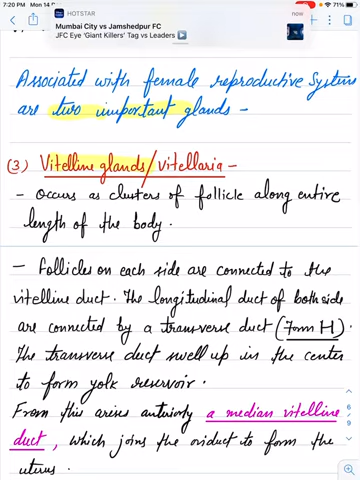 7:20 PM Mon 14
HOTSTAR
now
71%
Mumbai City vs Jamshedpur FC
JFC Eye 'Giant Killers' Tag vs Leaders
Associated with female reproductive system
are two important glands -
(3) Vitelline glands / vitellaria -
- Occurs as clusters of follicle along entire
length of the body.
- Follicles on each side are connected to the
vitelline duct. The longitudinal duct of both side
are connected by a transverse duct (form H).
The transverse duct swell up in the center
to form yolk reservoir.
From this arises anteriorly a median vitelline
duct, which joins the oviduct to form the
uterus.
6
9